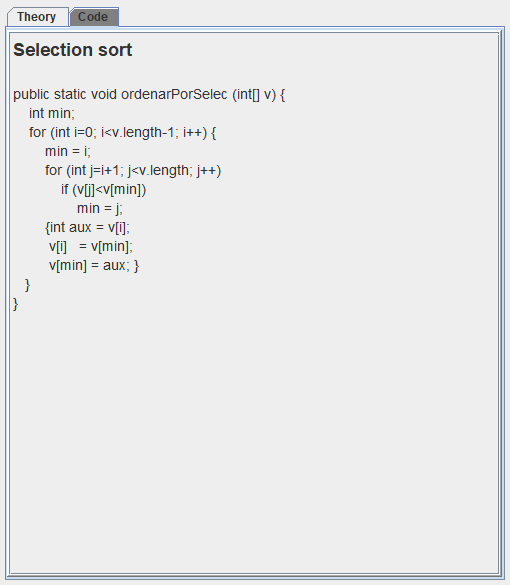 Theory Code
Selection sort
public static void ordenarPorSelec (int[] v) {
int min;
for (int i=0; i<v.length-1; i++) {
min = i;
for (int j=i+1; j<v.length; j++)
if (v[j]<v[min])
min = j;
{int aux = v[i];
v[i] = v[min];
v[min] = aux; }
}
}